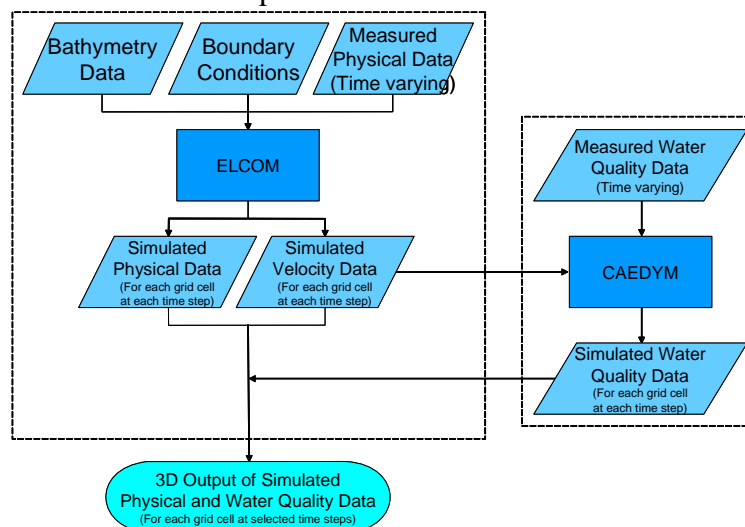 Bathymetry
Data
Boundary
Conditions
Measured
Physical Data
(Time varying)
ELCOM
Measured Water
Quality Data
(Time varying)
Simulated
Physical Data
(For each grid cell
at each time step)
Simulated
Velocity Data
(For each grid cell
at each time step)
CAEDYM
Simulated Water
Quality Data
(For each grid cell
at each time step)
3D Output of Simulated
Physical and Water Quality Data
(For each grid cell at selected time steps)